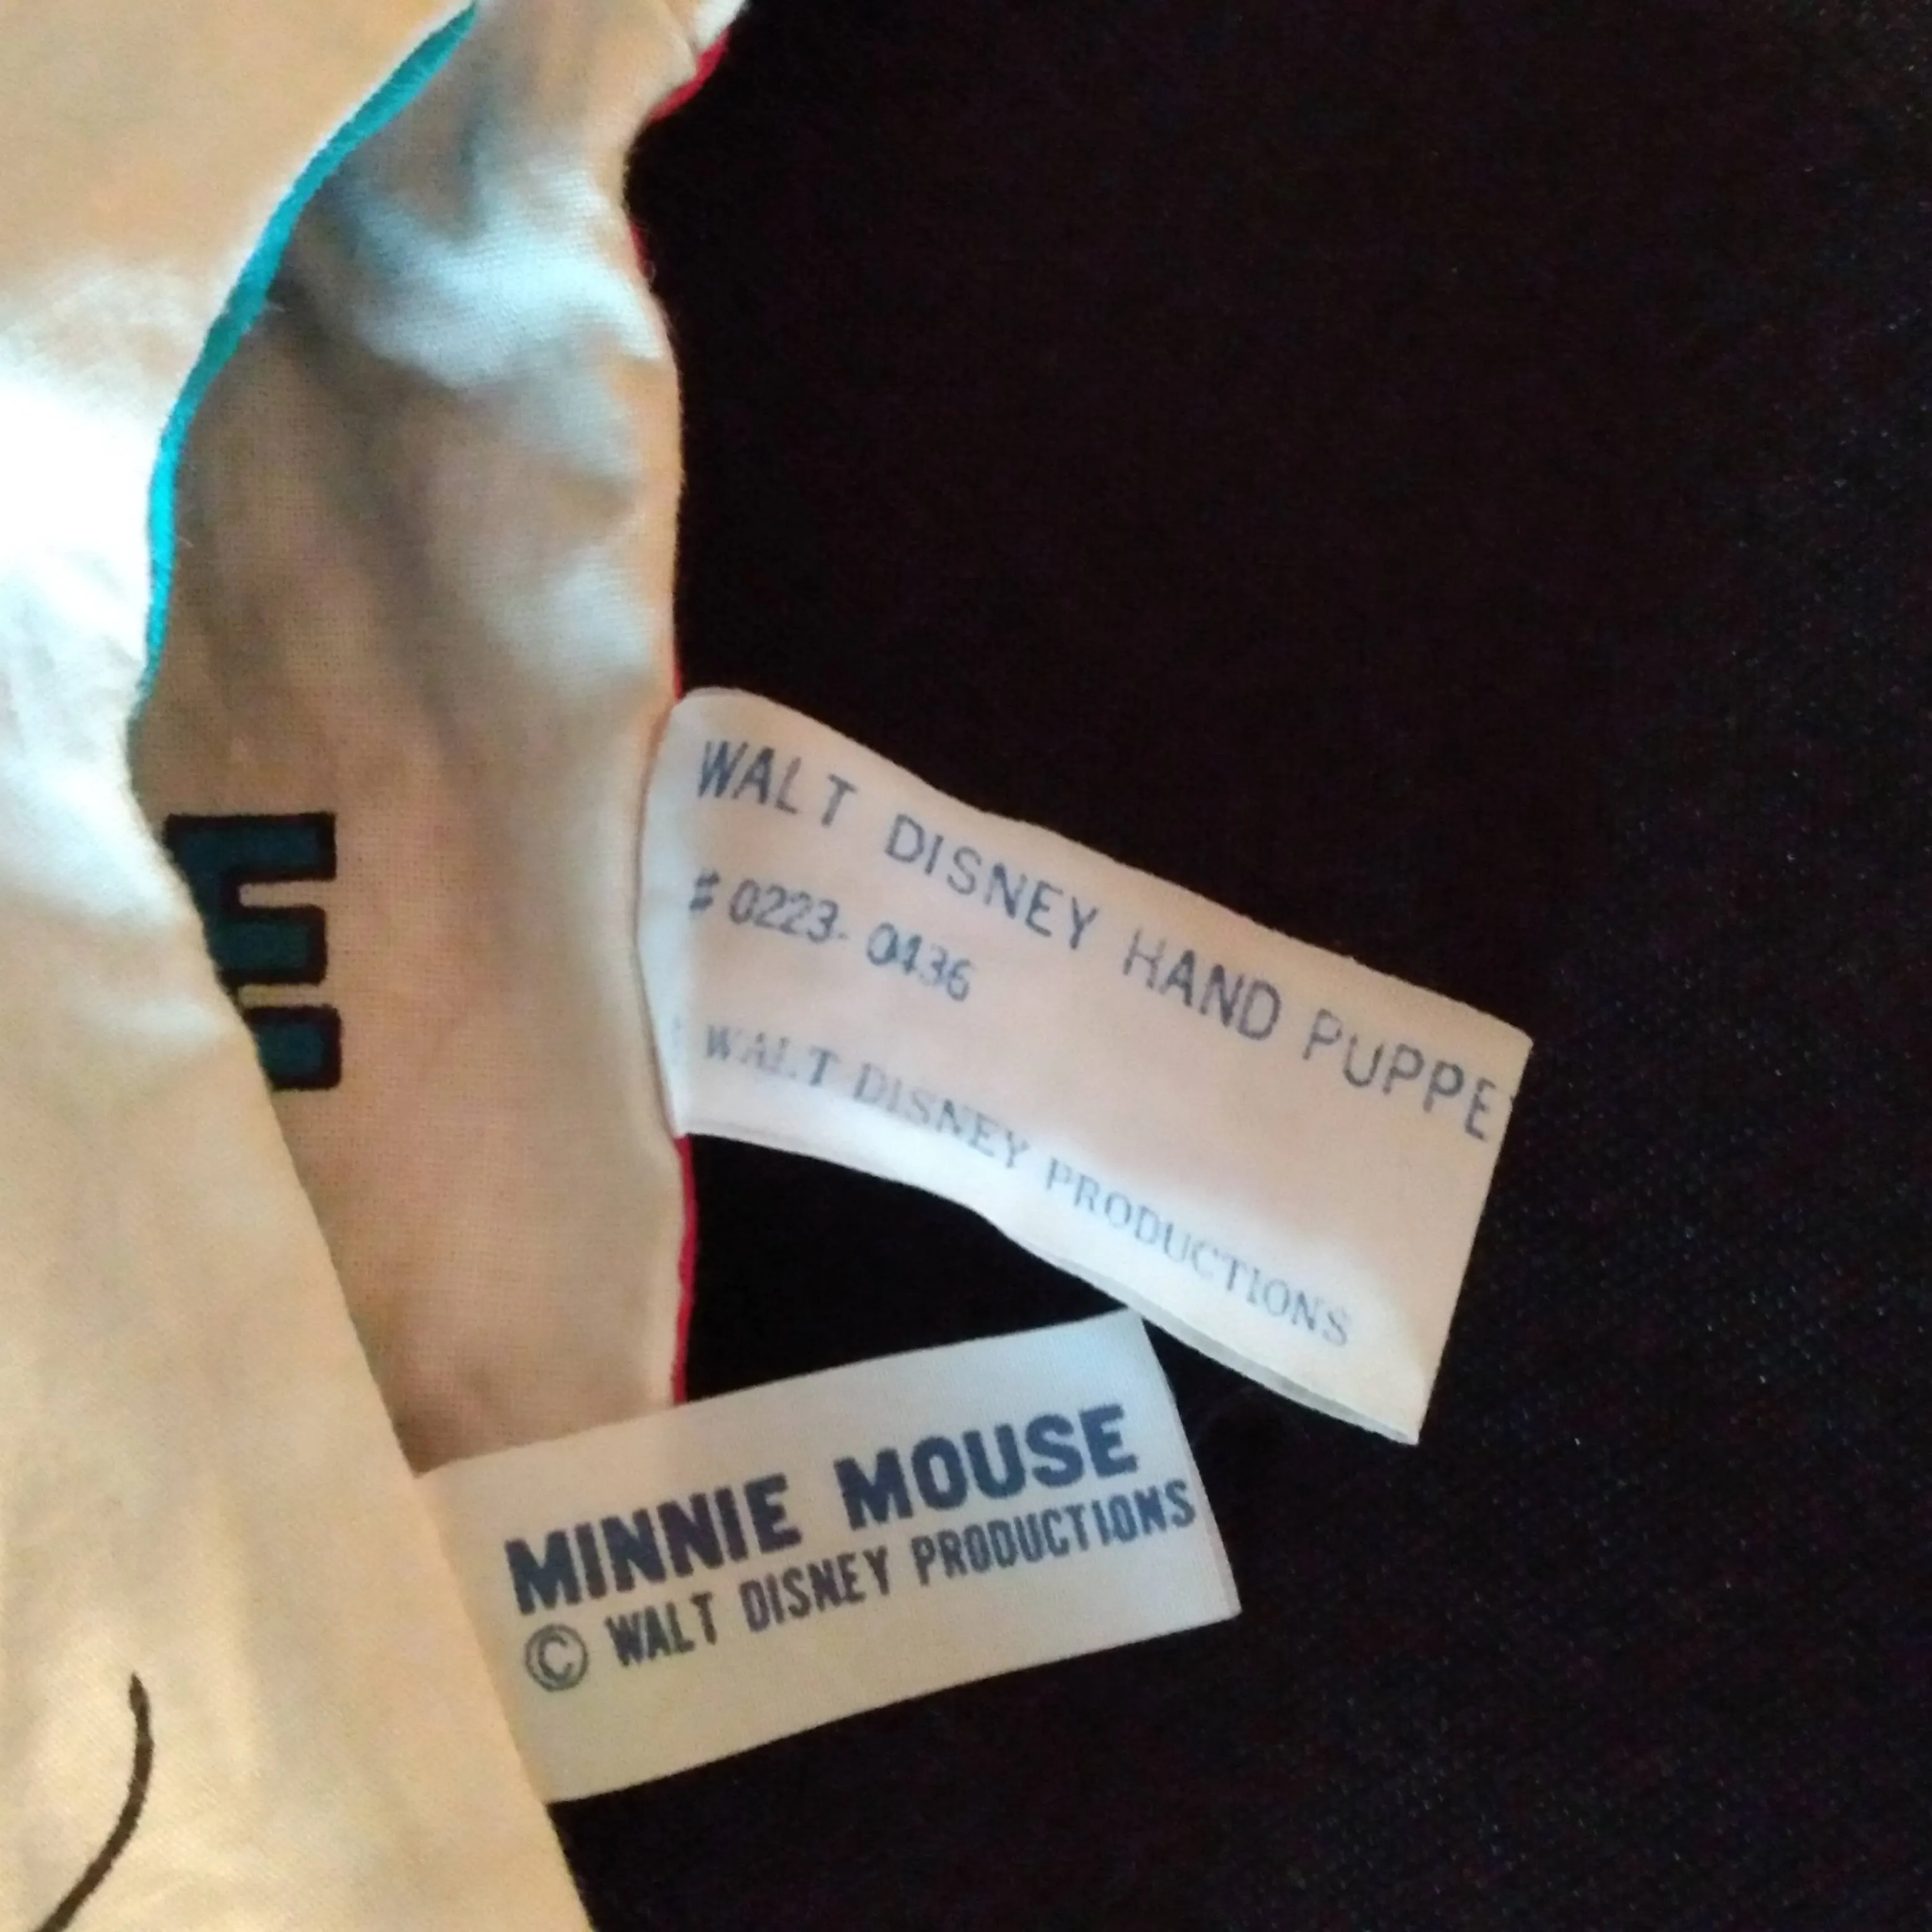 E
WALT DISNEY HAND PUPPE
# 0223-0436
WALT DISNEY PRODUCTIONS
MINNIE MOUSE
© WALT DISNEY PRODUCTIONS